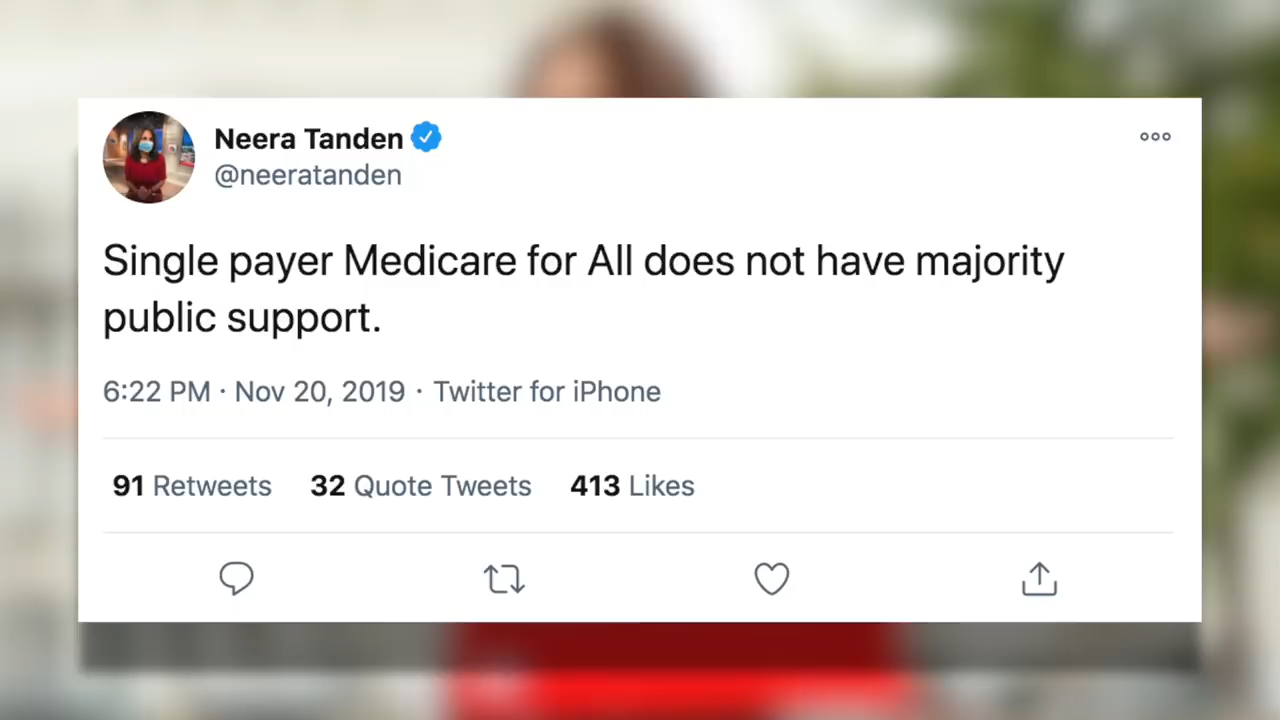 Neera Tanden
@neeratanden
Single payer Medicare for All does not have majority
public support.
6:22 PM · Nov 20, 2019 · Twitter for iPhone
91 Retweets 32 Quote Tweets 413 Likes